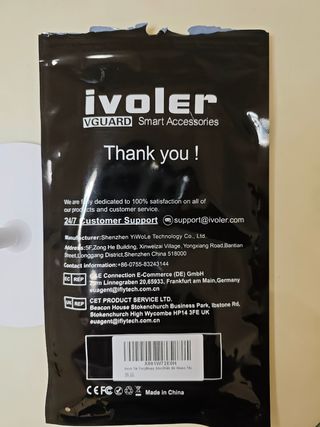 ivoler
VGUARD Smart Accessories
Thank you !
We are fully dedicated to 100% satisfaction on all of
our products and customer service.
24/7 Customer Support support@ivoler.com
Manufacturer:Shenzhen YiWoLe Technology Co., Ltd.
Address:5F,Zong He Building, Xinweizai Village, Yongxiang Road,Bantian
Street,Longgang District,Shenzhen China 518000
Contact information:+86-0755-83243144
EC REP E-Connection E-Commerce (DE) GmbH
Zum Linnegraben 20,65933, Frankfurt am Main,Germany
euagent@iflytech.com.cn
UK REP CET PRODUCT SERVICE LTD.
Beacon House Stokenchurch Business Park, Ibstone Rd,
Stokenchurch High Wycombe HP14 3FE UK
euagent@iflytech.com.cn
Made in China